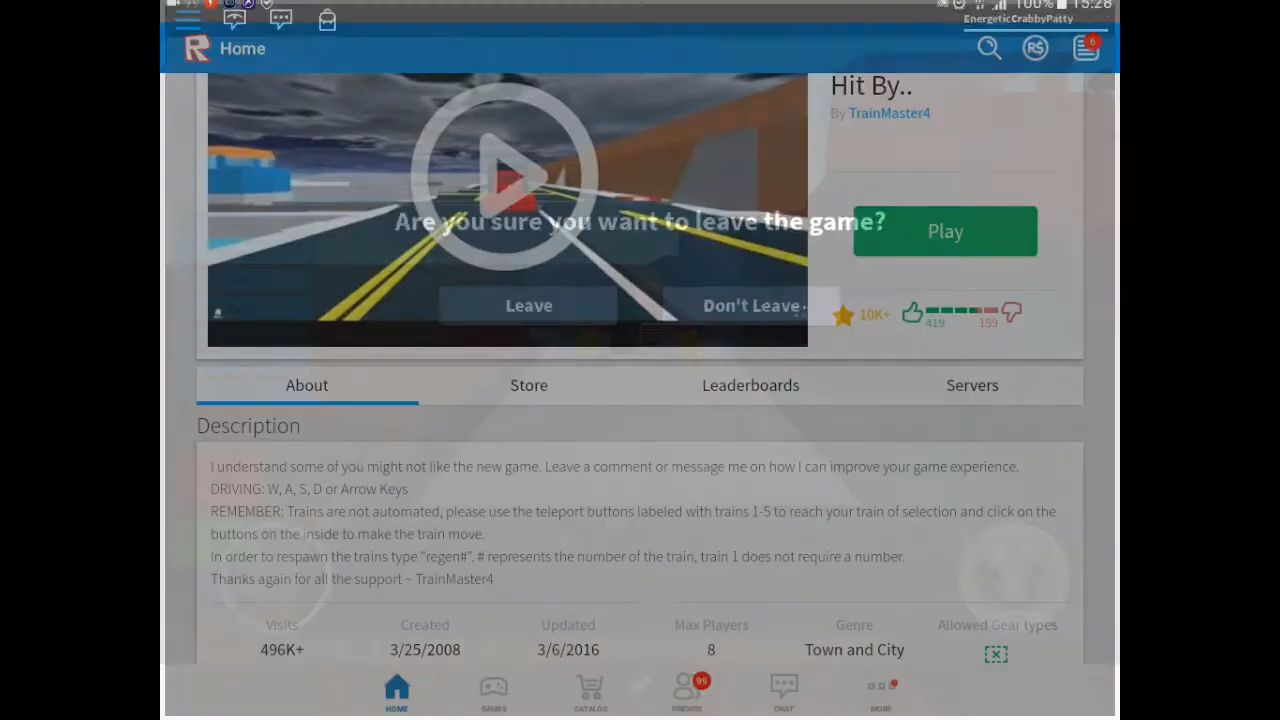 100% 15:28
EnergeticCrabbyPatty
Home
R$
6
Hit By..
By TrainMaster4
Are you sure you want to leave the game?
Play
Leave
Don't Leave
10K+
419
159
About
Store
Leaderboards
Servers
Description
I understand some of you might not like the new game. Leave a comment or message me on how I can improve your game experience.
DRIVING: W, A, S, D or Arrow Keys
REMEMBER: Trains are not automated, please use the teleport buttons labeled with trains 1-5 to reach your train of selection and click on the
buttons on the inside to make the train move.
In order to respawn the trains type "regen#". # represents the number of the train, train 1 does not require a number.
Thanks again for all the support ~ TrainMaster4
Visits
Created
Updated
Max Players
Genre
Allowed Gear types
496K+
3/25/2008
3/6/2016
8
Town and City
99
HOME
GAMES
CATALOG
FRIENDS
CHAT
MORE